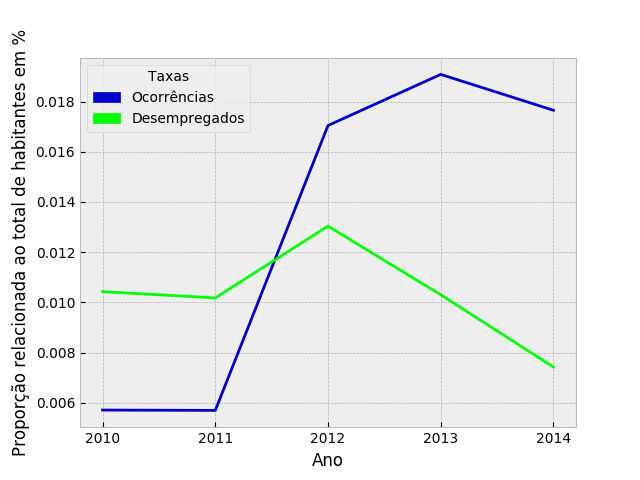 Proporção relacionada ao total de habitantes em %
Taxas
Ocorrências
Desempregados
0.018
0.016
0.014
0.012
0.010
0.008
0.006
2010 2011 2012 2013 2014
Ano